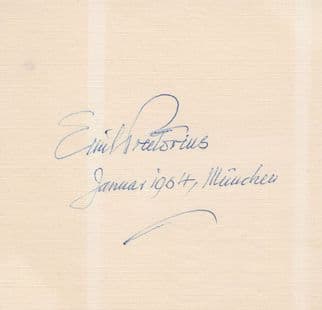 Emil Preetorius
Januar 1964, München